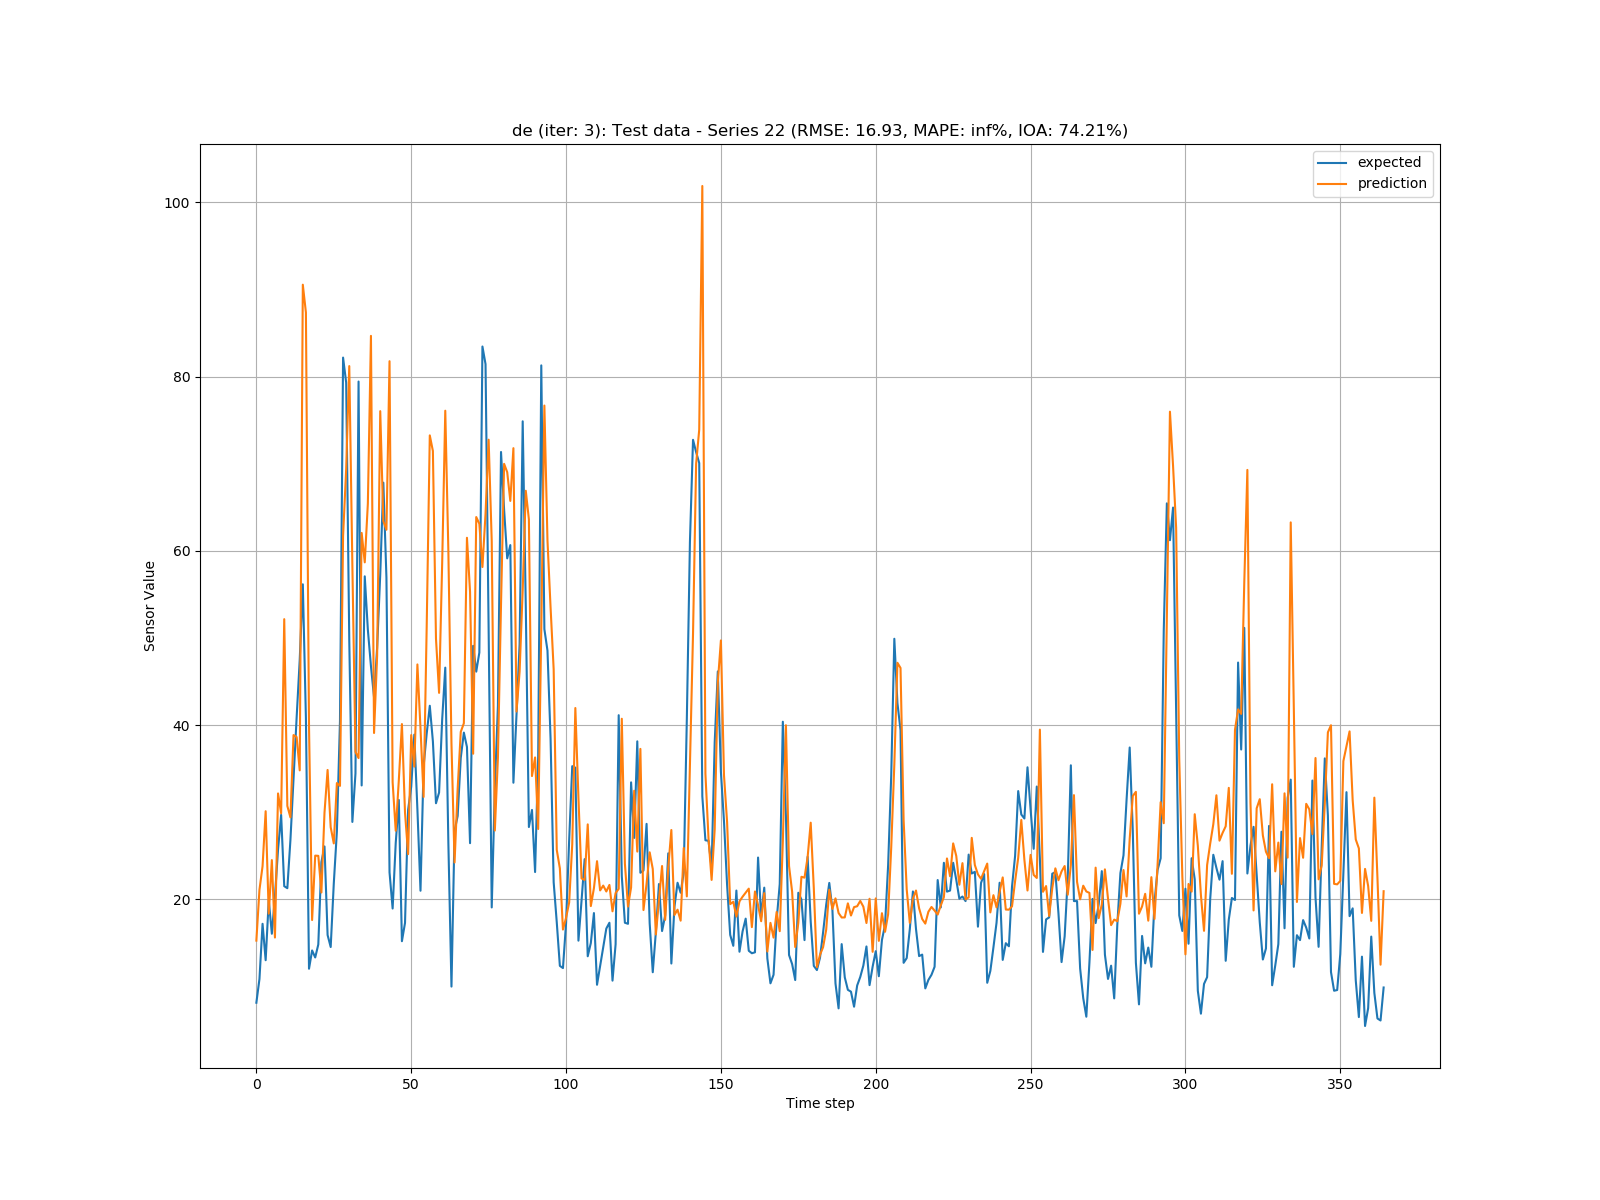 de (iter: 3): Test data - Series 22 (RMSE: 16.93, MAPE: inf%, IOA: 74.21%)
expected
prediction
100
80
60
40
20
Sensor Value
0 50 100 150 200 250 300 350
Time step